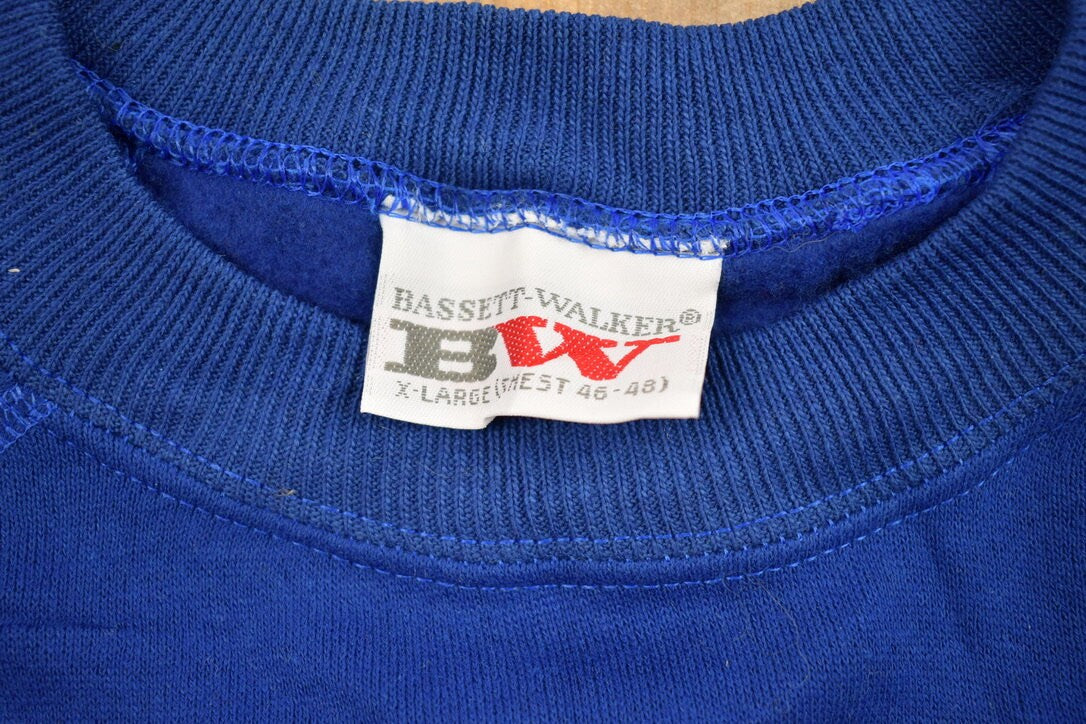 BASSETT-WALKER®
BW
X-LARGE (CHEST 46-48)